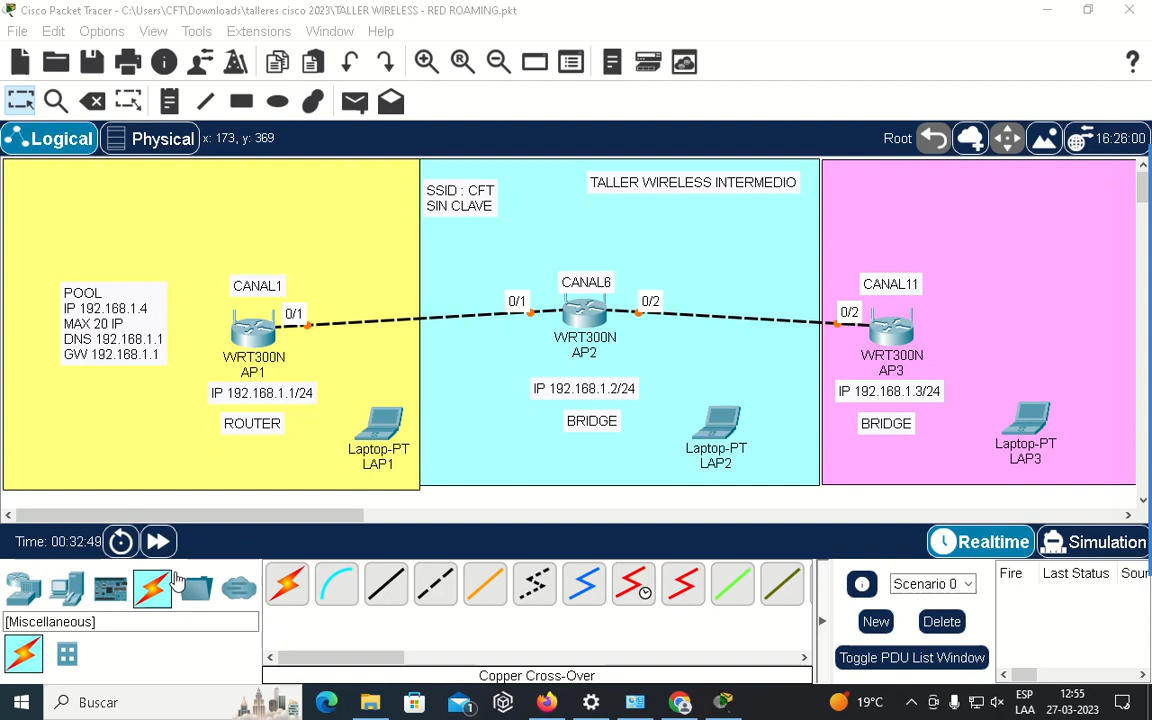 Cisco Packet Tracer - C:\Users\CFT\Downloads\talleres cisco 2023\TALLER WIRELESS - RED ROAMING.pkt
File Edit Options View Tools Extensions Window Help
?
Logical Physical x: 173, y: 369 Root 16:26:00
SSID : CFT
SIN CLAVE
TALLER WIRELESS INTERMEDIO
POOL
IP 192.168.1.4
MAX 20 IP
DNS 192.168.1.1
GW 192.168.1.1
CANAL1
0/1
WRT300N
AP1
IP 192.168.1.1/24
ROUTER
Laptop-PT
LAP1
CANAL6
0/1
0/2
WRT300N
AP2
IP 192.168.1.2/24
BRIDGE
Laptop-PT
LAP2
CANAL11
0/2
WRT300N
AP3
IP 192.168.1.3/24
BRIDGE
Laptop-PT
LAP3
Time: 00:32:49 Realtime Simulation
[Miscellaneous]
Copper Cross-Over
Scenario 0
New Delete
Toggle PDU List Window
Fire Last Status Sour
Buscar
1
19°C
ESP
LAA
12:55
27-03-2023